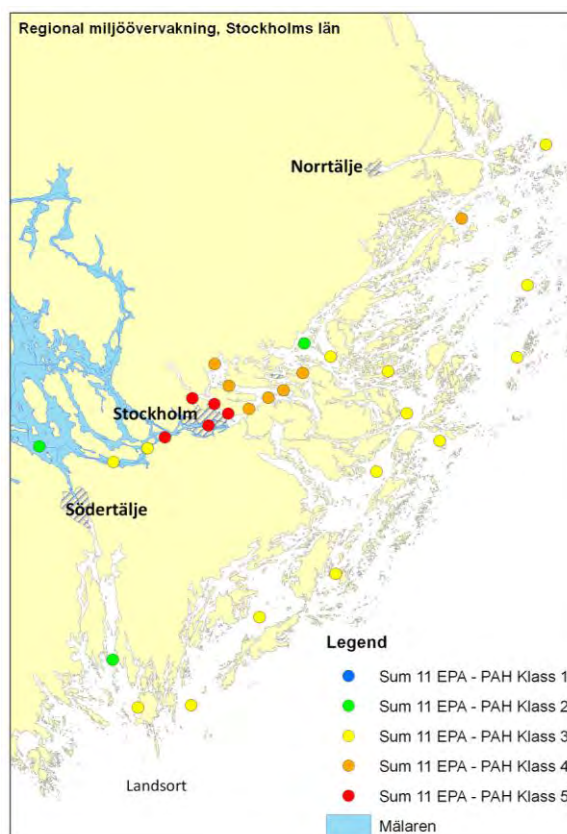 Regional miljöövervakning, Stockholms län
Norrtälje
Stockholm
Södertälje
Landsort
Legend
Sum 11 EPA - PAH Klass 1
Sum 11 EPA - PAH Klass 2
Sum 11 EPA - PAH Klass 3
Sum 11 EPA - PAH Klass 4
Sum 11 EPA - PAH Klass 5
Mälaren